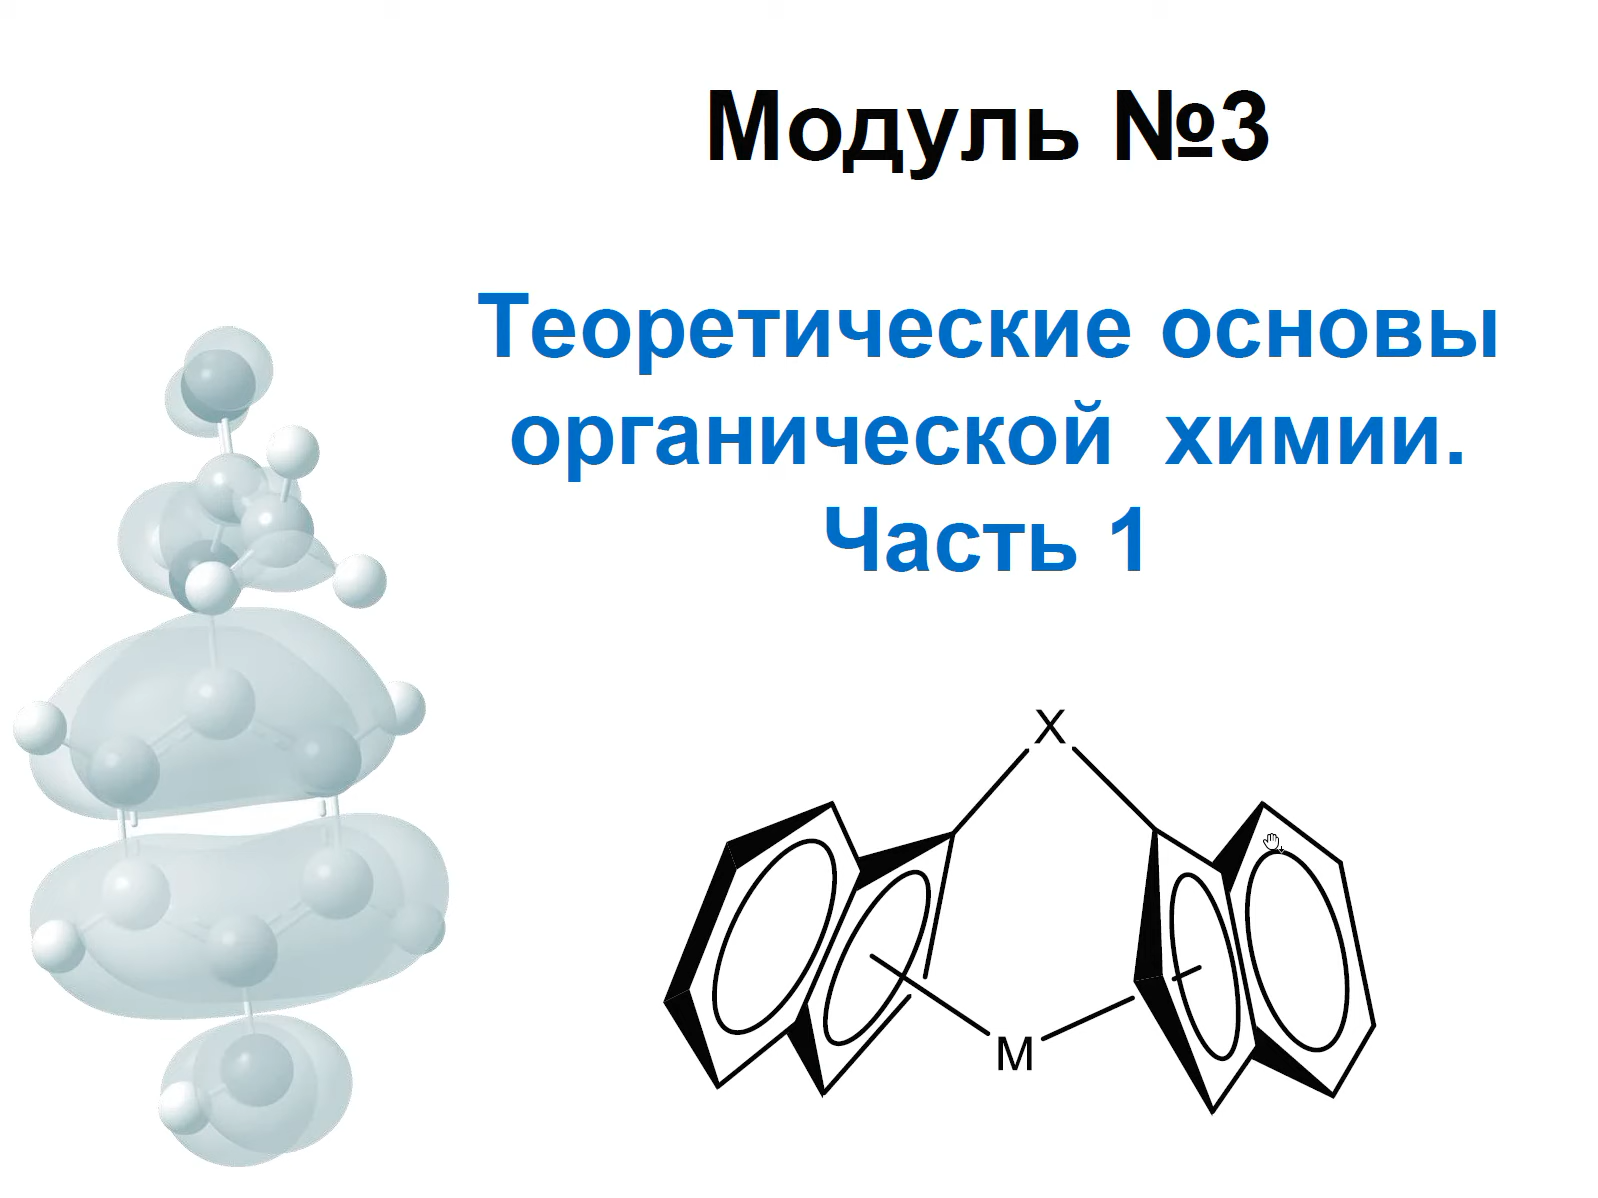 Модуль №3
Теоретические основы
органической химии.
Часть 1
X
M